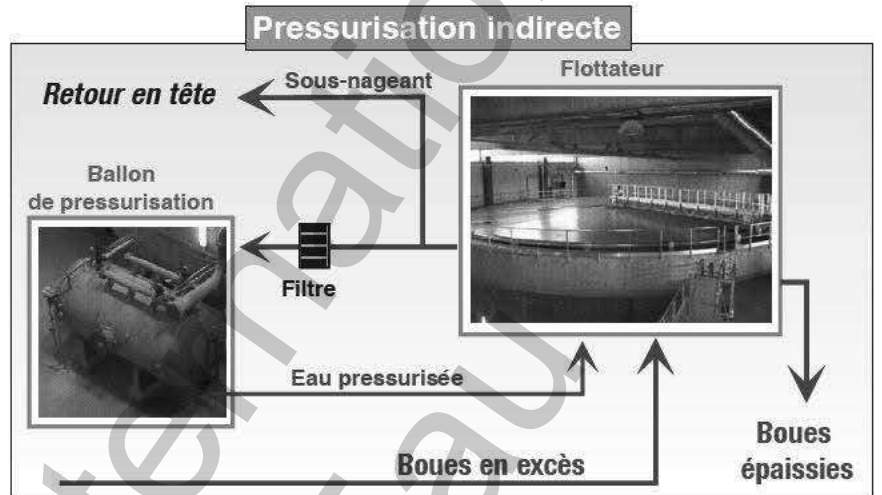 Pressurisation indirecte
Retour en tête
Sous-nageant
Flottateur
Ballon
de pressurisation
Filtre
Eau pressurisée
Boues en excès
Boues
épaissies